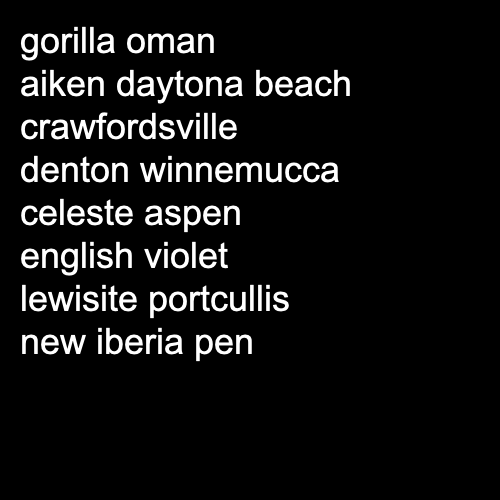 gorilla oman
aiken daytona beach
crawfordsville
denton winnemucca
celeste aspen
english violet
lewisite portcullis
new iberia pen